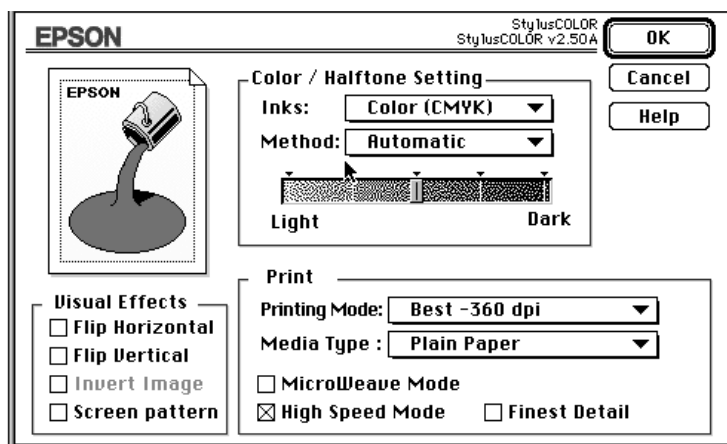 EPSON
StylusCOLOR
StylusCOLOR v2.50A
OK
Cancel
Help
EPSON
Color / Halftone Setting
Inks: Color (CMYK)
Method: Automatic
Light Dark
Visual Effects
Flip Horizontal
Flip Vertical
Invert Image
Screen pattern
Print
Printing Mode: Best -360 dpi
Media Type : Plain Paper
MicroWeave Mode
High Speed Mode Finest Detail